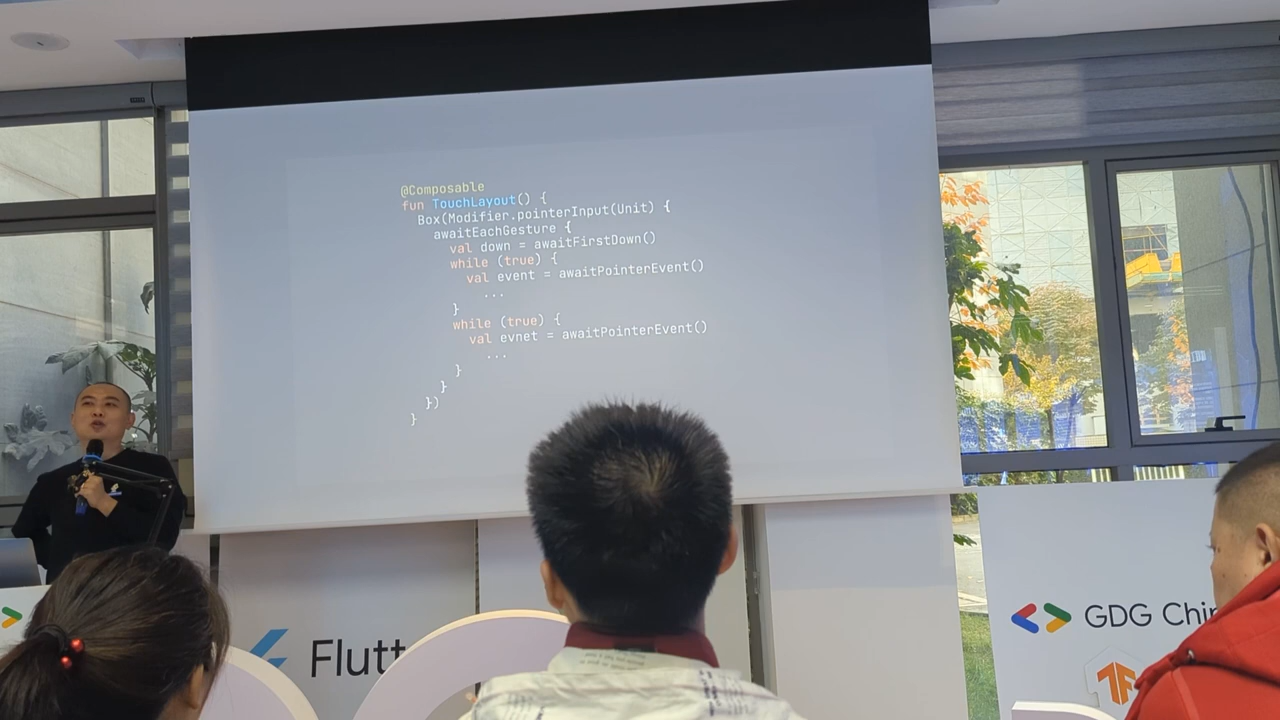 @Composable
fun TouchLayout() {
Box(Modifier.pointerInput(Unit) {
awaitEachGesture {
val down = awaitFirstDown()
while (true) {
val event = awaitPointerEvent()
...
}
while (true) {
val evnet = awaitPointerEvent()
...
}
}
})
}
Flutt
GDG Chin